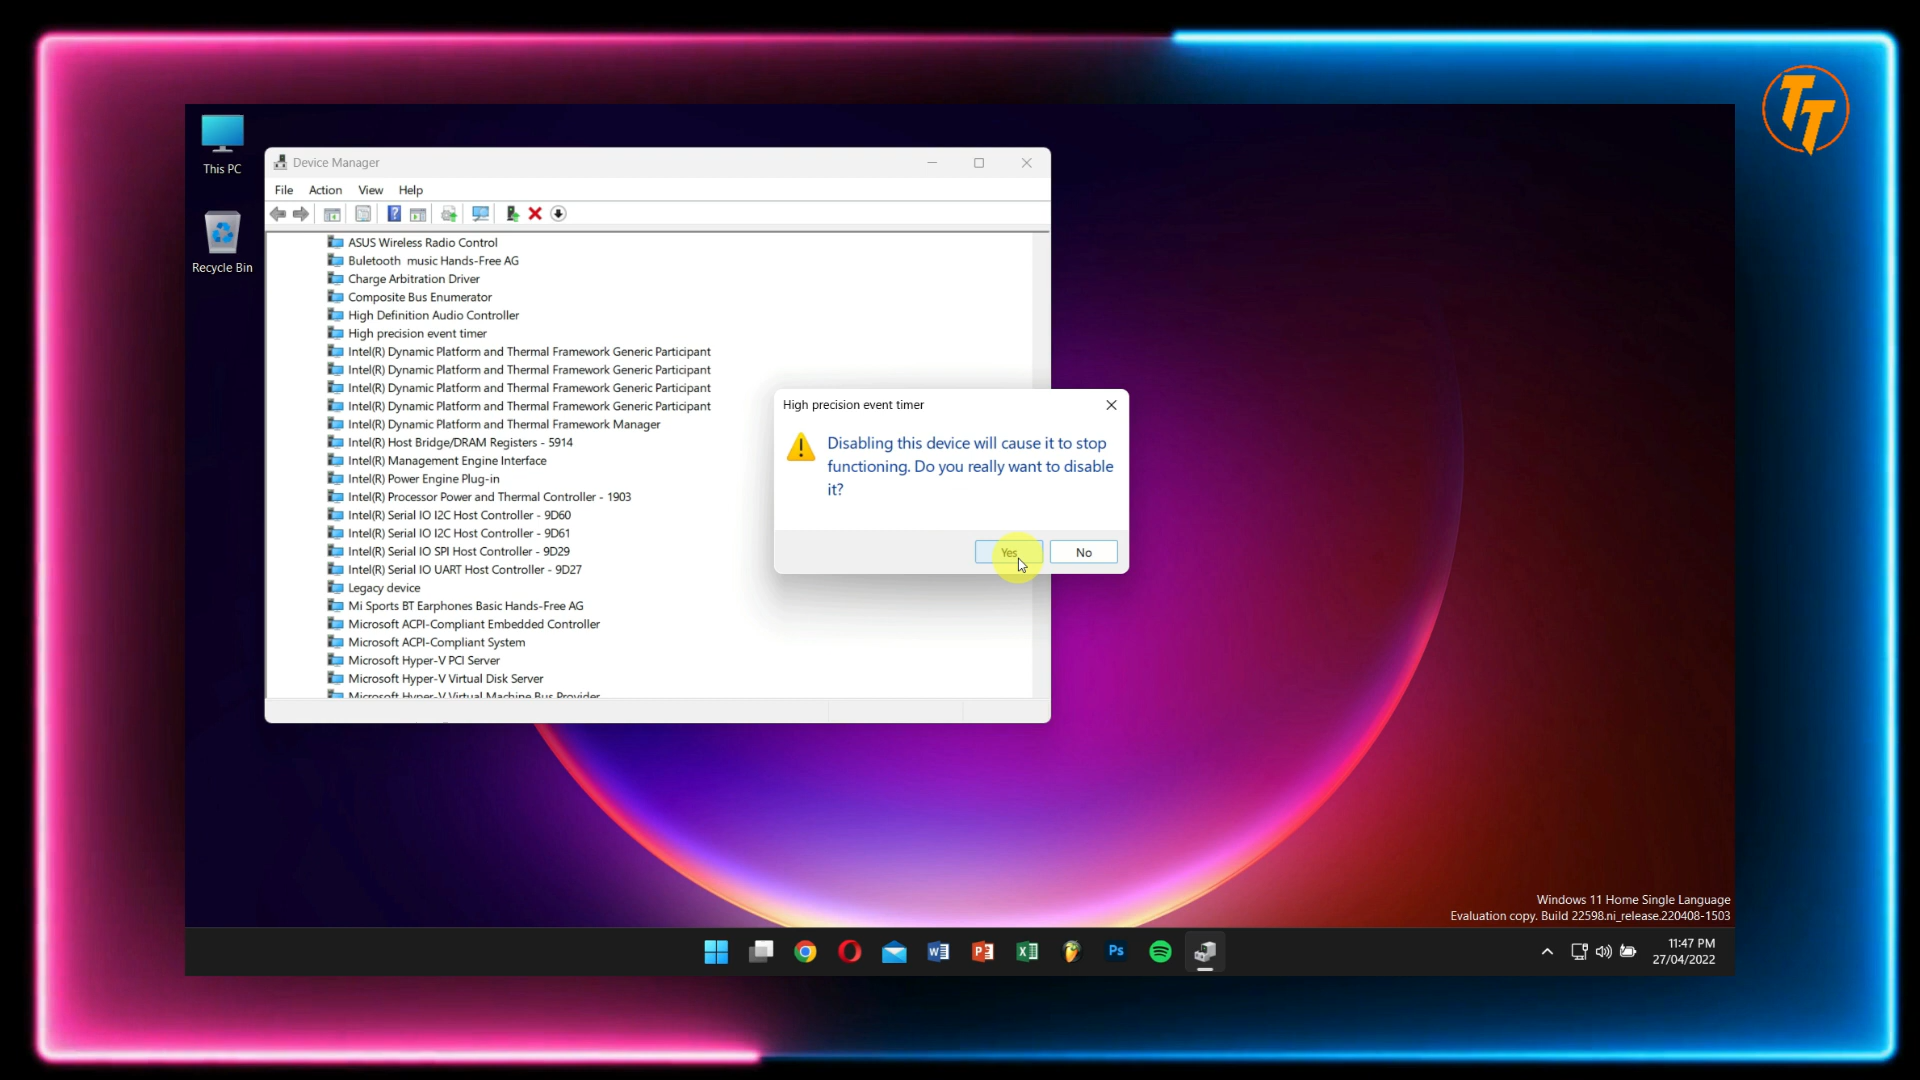 TT
This PC
Recycle Bin
Device Manager
File Action View Help
ASUS Wireless Radio Control
Buletooth music Hands-Free AG
Charge Arbitration Driver
Composite Bus Enumerator
High Definition Audio Controller
High precision event timer
Intel(R) Dynamic Platform and Thermal Framework Generic Participant
Intel(R) Dynamic Platform and Thermal Framework Generic Participant
Intel(R) Dynamic Platform and Thermal Framework Generic Participant
Intel(R) Dynamic Platform and Thermal Framework Generic Participant
Intel(R) Dynamic Platform and Thermal Framework Manager
Intel(R) Host Bridge/DRAM Registers - 5914
Intel(R) Management Engine Interface
Intel(R) Power Engine Plug-in
Intel(R) Processor Power and Thermal Controller - 1903
Intel(R) Serial IO I2C Host Controller - 9D60
Intel(R) Serial IO I2C Host Controller - 9D61
Intel(R) Serial IO SPI Host Controller - 9D29
Intel(R) Serial IO UART Host Controller - 9D27
Legacy device
Mi Sports BT Earphones Basic Hands-Free AG
Microsoft ACPI-Compliant Embedded Controller
Microsoft ACPI-Compliant System
Microsoft Hyper-V PCI Server
Microsoft Hyper-V Virtual Disk Server
Microsoft Hyper-V Virtual Machine Bus Provider
High precision event timer
Disabling this device will cause it to stop
functioning. Do you really want to disable
it?
Yes No
Windows 11 Home Single Language
Evaluation copy. Build 22598.ni_release.220408-1503
Ps
11:47 PM
27/04/2022